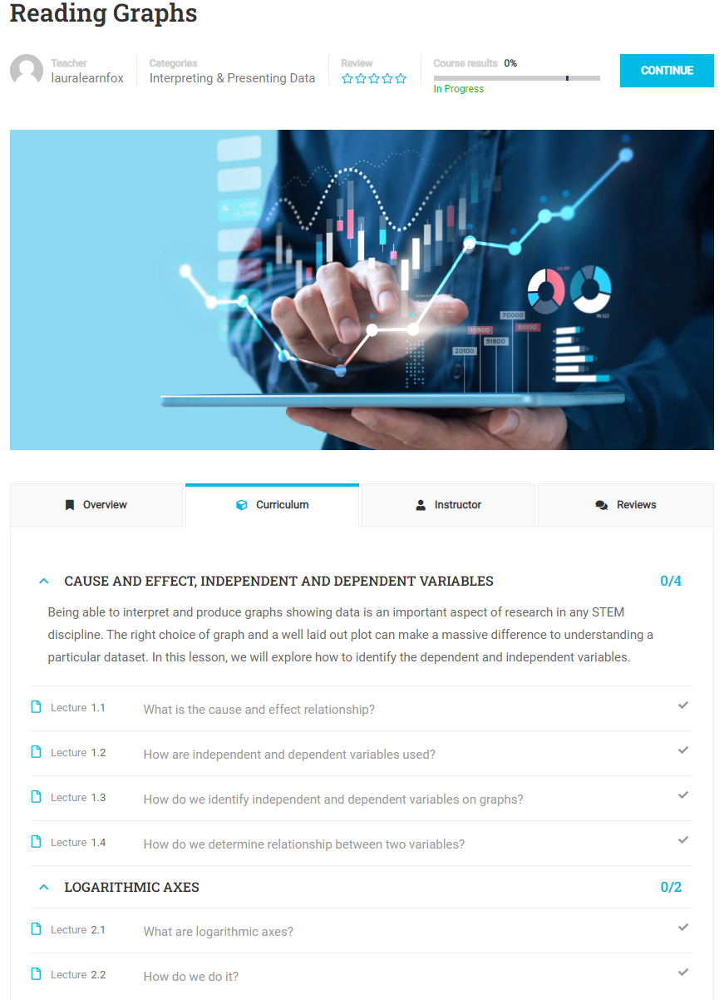 Reading Graphs
Teacher
lauralearnfox
Categories
Interpreting & Presenting Data
Review
Course results 0%
In Progress
CONTINUE
70000
10500
65100
51800
20100
Overview
Curriculum
Instructor
Reviews
CAUSE AND EFFECT, INDEPENDENT AND DEPENDENT VARIABLES 0/4
Being able to interpret and produce graphs showing data is an important aspect of research in any STEM
discipline. The right choice of graph and a well laid out plot can make a massive difference to understanding a
particular dataset. In this lesson, we will explore how to identify the dependent and independent variables.
Lecture 1.1 What is the cause and effect relationship?
Lecture 1.2 How are independent and dependent variables used?
Lecture 1.3 How do we identify independent and dependent variables on graphs?
Lecture 1.4 How do we determine relationship between two variables?
LOGARITHMIC AXES 0/2
Lecture 2.1 What are logarithmic axes?
Lecture 2.2 How do we do it?